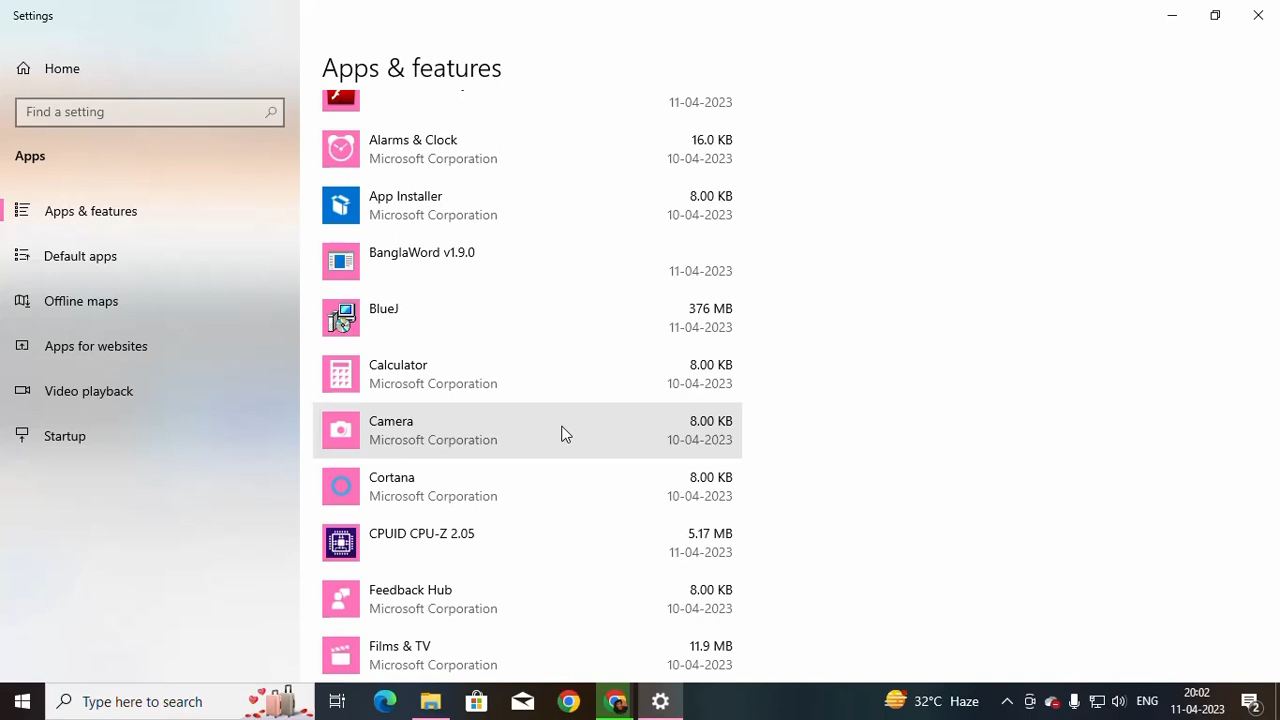 Settings
Home
Find a setting
Apps
Apps & features
Default apps
Offline maps
Apps for websites
Video playback
Startup
Apps & features
11-04-2023
Alarms & Clock 16.0 KB
Microsoft Corporation 10-04-2023
App Installer 8.00 KB
Microsoft Corporation 10-04-2023
BanglaWord v1.9.0
11-04-2023
BlueJ 376 MB
11-04-2023
Calculator 8.00 KB
Microsoft Corporation 10-04-2023
Camera 8.00 KB
Microsoft Corporation 10-04-2023
Cortana 8.00 KB
Microsoft Corporation 10-04-2023
CPUID CPU-Z 2.05 5.17 MB
11-04-2023
Feedback Hub 8.00 KB
Microsoft Corporation 10-04-2023
Films & TV 11.9 MB
Microsoft Corporation 10-04-2023
Type here to search
32°C Haze
ENG
20:02
11-04-2023
2